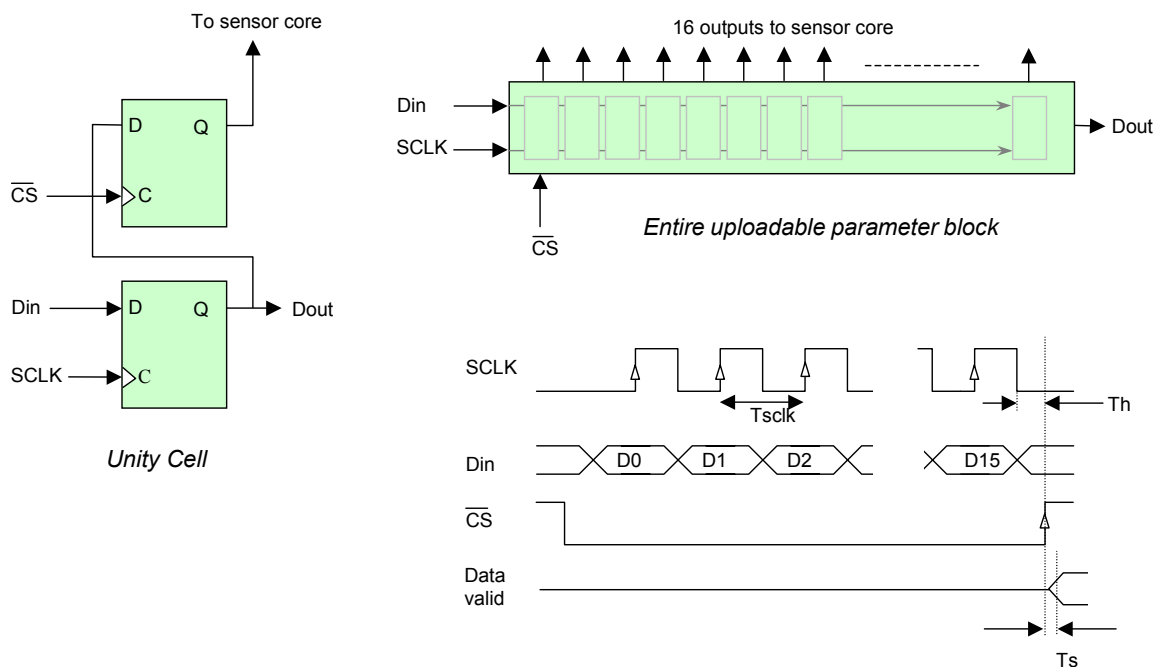 To sensor core
D Q
C
CS
Din
D Q
Dout
SCLK
C
Unity Cell
16 outputs to sensor core
Din
SCLK
Dout
CS
Entire uploadable parameter block
SCLK
Tsclk
Th
Din
D0 D1 D2 D15
CS
Data
valid
Ts